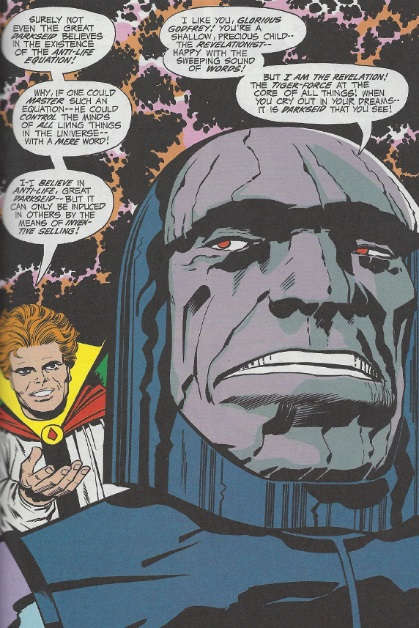 SURELY NOT
EVEN THE GREAT
DARKSEID BELIEVES
IN THE EXISTENCE
OF THE ANTI-LIFE
EQUATION!
WHY, IF ONE COULD
MASTER SUCH AN
EQUATION--HE COULD
CONTROL THE MINDS
OF ALL LIVING THINGS
IN THE UNIVERSE--
WITH A MERE WORD!
I-I BELIEVE IN
ANTI-LIFE, GREAT
DARKSEID--BUT IT
CAN ONLY BE INDUCED
IN OTHERS BY THE
MEANS OF INVEN-
TIVE SELLING!
I LIKE YOU, GLORIOUS
GODFREY! YOU'RE A
SHALLOW, PRECIOUS CHILD--
THE REVELATIONIST--
HAPPY WITH THE
SWEEPING SOUND
OF WORDS!
BUT I AM THE REVELATION!
THE TIGER-FORCE AT THE
CORE OF ALL THINGS! WHEN
YOU CRY OUT IN YOUR DREAMS--
IT IS DARKSEID THAT YOU SEE!